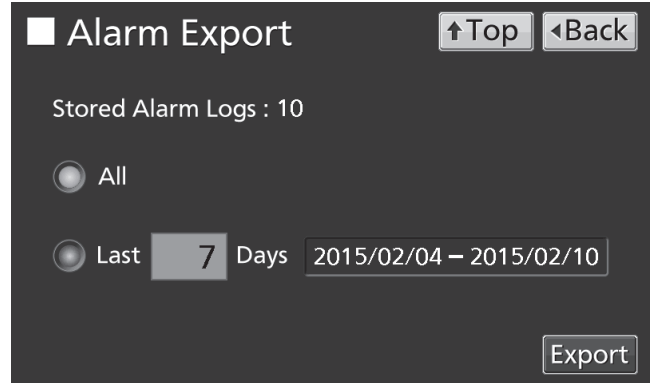 Alarm Export
Top
Back
Stored Alarm Logs : 10
All
Last 7 Days 2015/02/04 – 2015/02/10
Export